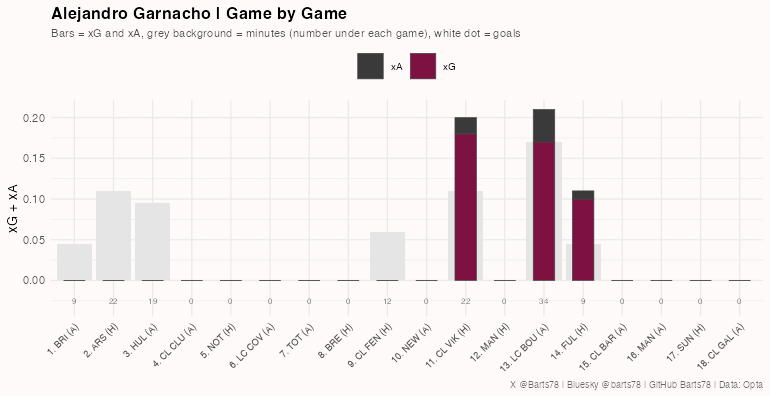 Alejandro Garnacho | Game by Game
Bars = xG and xA, grey background = minutes (number under each game), white dot = goals
xA xG
xG + xA
0.20
0.15
0.10
0.05
0.00
9 22 19 0 0 0 0 0 12 0 22 0 34 9 0 0 0 0
1. BRI (A)
2. ARS (H)
3. HUL (A)
4. CL CLU (A)
5. NOT (H)
6. LC COV (A)
7. TOT (A)
8. BRE (H)
9. CL FEN (H)
10. NEW (A)
11. CL VIK (H)
12. MAN (H)
13. LC BOU (A)
14. FUL (H)
15. CL BAR (A)
16. MAN (A)
17. SUN (H)
18. CL GAL (A)
X @Barts78 | Bluesky @barts78 | GitHub Barts78 | Data: Opta